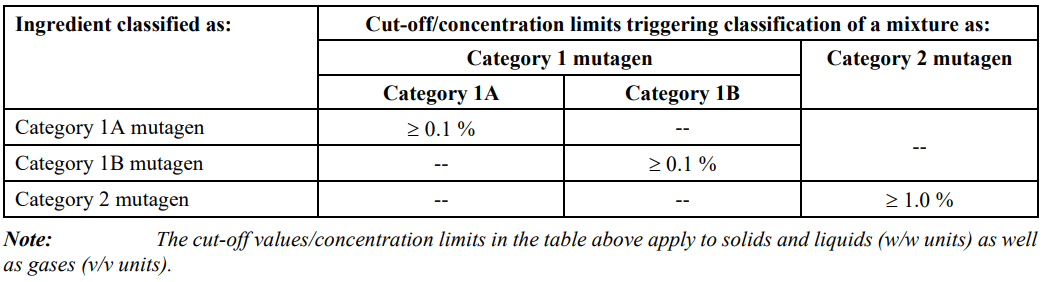 Ingredient classified as: Cut-off/concentration limits triggering classification of a mixture as:
Category 1 mutagen Category 2 mutagen
Category 1A Category 1B
Category 1A mutagen ≥ 0.1 % -- --
Category 1B mutagen -- ≥ 0.1 %
Category 2 mutagen -- -- ≥ 1.0 %
Note: The cut-off values/concentration limits in the table above apply to solids and liquids (w/w units) as well
as gases (v/v units).